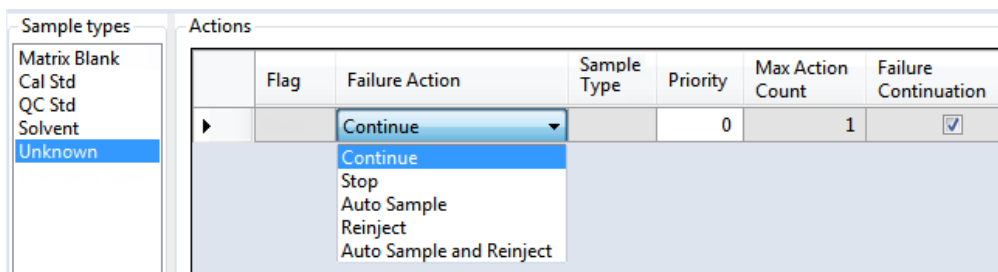 Sample types
Matrix Blank
Cal Std
QC Std
Solvent
Unknown
Actions
Flag
Failure Action
Sample
Type
Priority
Max Action
Count
Failure
Continuation
Continue
0
1
Continue
Stop
Auto Sample
Reinject
Auto Sample and Reinject